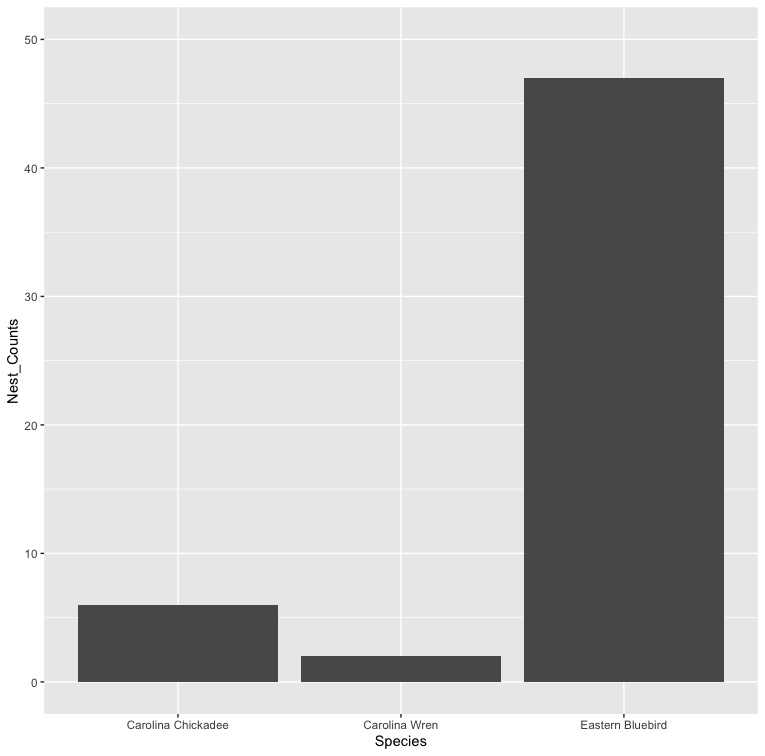 50
40
30
20
10
0
Nest_Counts
Carolina Chickadee
Carolina Wren
Eastern Bluebird
Species